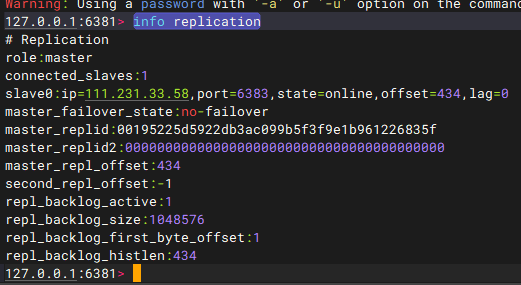 Warning: Using a password with '-a' or '-u' option on the comman
127.0.0.1:6381> info replication
# Replication
role:master
connected_slaves:1
slave0:ip=111.231.33.58,port=6383,state=online,offset=434,lag=0
master_failover_state:no-failover
master_replid:00195225d5922db3ac099b5f3f9e1b961226835f
master_replid2:0000000000000000000000000000000000000000
master_repl_offset:434
second_repl_offset:-1
repl_backlog_active:1
repl_backlog_size:1048576
repl_backlog_first_byte_offset:1
repl_backlog_histlen:434
127.0.0.1:6381>